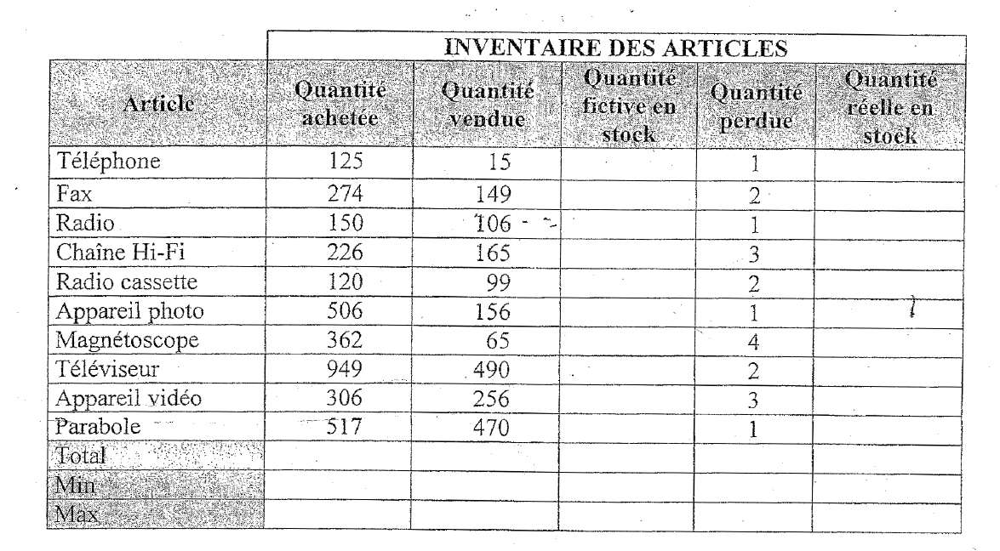 INVENTAIRE DES ARTICLES
Article Quantité achetée Quantité vendue Quantité fictive en stock Quantité perdue Quantité réelle en stock
Téléphone 125 15 1
Fax 274 149 2
Radio 150 106 1
Chaîne Hi-Fi 226 165 3
Radio cassette 120 99 2
Appareil photo 506 156 1
Magnétoscope 362 65 4
Téléviseur 949 490 2
Appareil vidéo 306 256 3
Parabole 517 470 1
Total
Min
Max